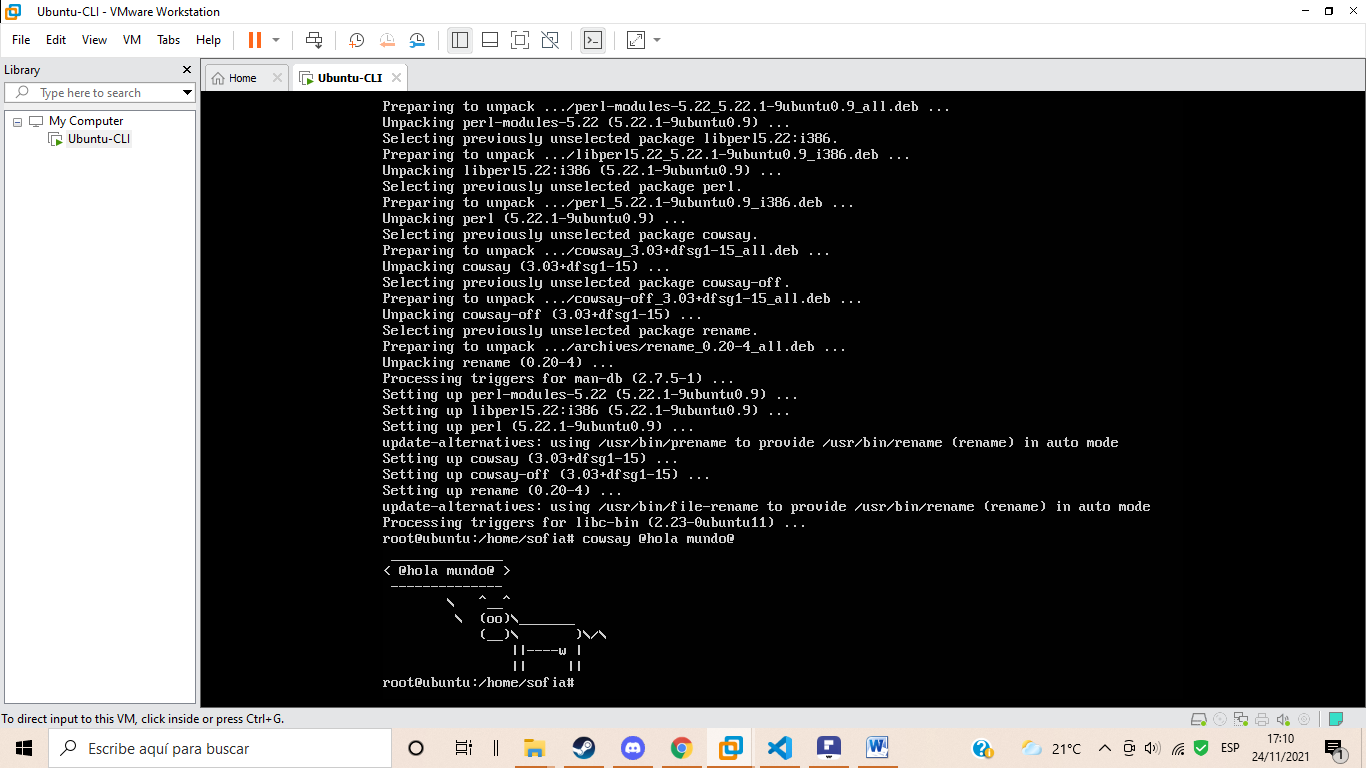 Ubuntu-CLI - VMware Workstation
File Edit View VM Tabs Help
Library
Type here to search
My Computer
Ubuntu-CLI
Home
Ubuntu-CLI
Preparing to unpack .../perl-modules-5.22_5.22.1-9ubuntu0.9_all.deb ...
Unpacking perl-modules-5.22 (5.22.1-9ubuntu0.9) ...
Selecting previously unselected package libperl5.22:i386.
Preparing to unpack .../libperl5.22_5.22.1-9ubuntu0.9_i386.deb ...
Unpacking libperl5.22:i386 (5.22.1-9ubuntu0.9) ...
Selecting previously unselected package perl.
Preparing to unpack .../perl_5.22.1-9ubuntu0.9_i386.deb ...
Unpacking perl (5.22.1-9ubuntu0.9) ...
Selecting previously unselected package cowsay.
Preparing to unpack .../cowsay_3.03+dfsg1-15_all.deb ...
Unpacking cowsay (3.03+dfsg1-15) ...
Selecting previously unselected package cowsay-off.
Preparing to unpack .../cowsay-off_3.03+dfsg1-15_all.deb ...
Unpacking cowsay-off (3.03+dfsg1-15) ...
Selecting previously unselected package rename.
Preparing to unpack .../archives/rename_0.20-4_all.deb ...
Unpacking rename (0.20-4) ...
Processing triggers for man-db (2.7.5-1) ...
Setting up perl-modules-5.22 (5.22.1-9ubuntu0.9) ...
Setting up libperl5.22:i386 (5.22.1-9ubuntu0.9) ...
Setting up perl (5.22.1-9ubuntu0.9) ...
update-alternatives: using /usr/bin/prename to provide /usr/bin/rename (rename) in auto mode
Setting up cowsay (3.03+dfsg1-15) ...
Setting up cowsay-off (3.03+dfsg1-15) ...
Setting up rename (0.20-4) ...
update-alternatives: using /usr/bin/file-rename to provide /usr/bin/rename (rename) in auto mode
Processing triggers for libc-bin (2.23-0ubuntu11) ...
root@ubuntu:/home/sofia# cowsay @hola mundo@
 ______________
< @hola mundo@ >
 --------------
        \   ^__^
         \  (oo)\_______
            (__)\       )\/\
                ||----w |
                ||     ||
root@ubuntu:/home/sofia#
To direct input to this VM, click inside or press Ctrl+G.
Escribe aquí para buscar
21°C
ESP
17:10
24/11/2021
1